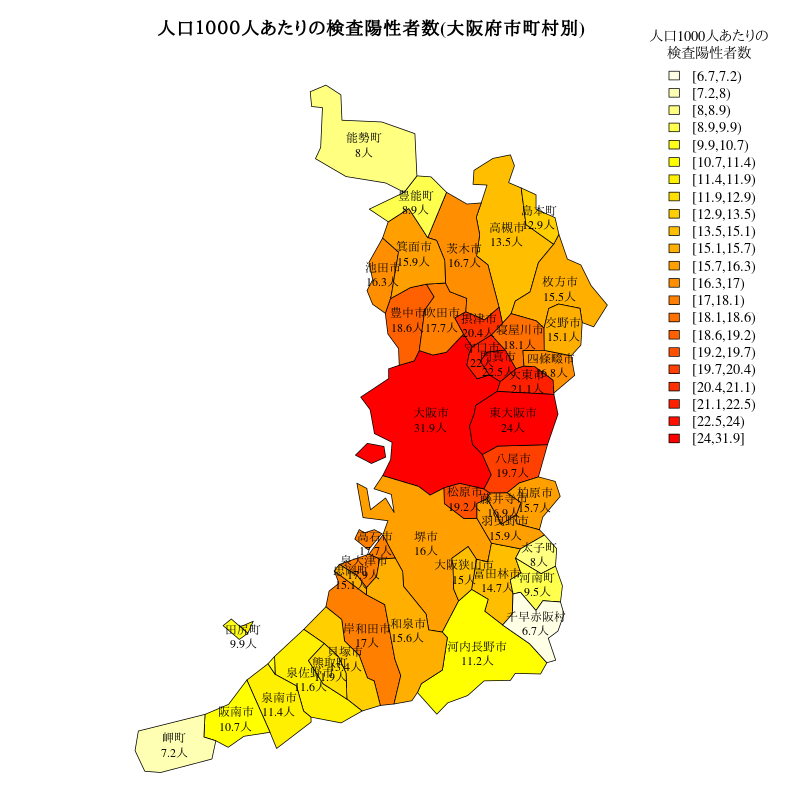 人口1000人あたりの検査陽性者数(大阪府市町村別)
人口1000人あたりの
検査陽性者数
[6.7,7.2)
[7.2,8)
[8,8.9)
[8.9,9.9)
[9.9,10.7)
[10.7,11.4)
[11.4,11.9)
[11.9,12.9)
[12.9,13.5)
[13.5,15.1)
[15.1,15.7)
[15.7,16.3)
[16.3,17)
[17,18.1)
[18.1,18.6)
[18.6,19.2)
[19.2,19.7)
[19.7,20.4)
[20.4,21.1)
[21.1,22.5)
[22.5,24)
[24,31.9]
能勢町
8人
豊能町
8.9人
島本町
12.9人
高槻市
13.5人
箕面市
15.9人
茨木市
16.7人
池田市
16.3人
枚方市
15.5人
豊中市
18.6人
吹田市
17.7人
摂津市
20.4人
寝屋川市
18.1人
交野市
15.1人
守口市
22人
門真市
22.5人
四條畷市
16.8人
大東市
21.1人
大阪市
31.9人
東大阪市
24人
八尾市
19.7人
松原市
19.2人
藤井寺市
16.9人
柏原市
15.7人
羽曳野市
15.9人
高石市
17.7人
堺市
16人
泉大津市
17.9人
忠岡町
15.1人
大阪狭山市
15人
富田林市
14.7人
太子町
8人
河南町
9.5人
千早赤阪村
6.7人
田尻町
9.9人
岸和田市
17人
和泉市
15.6人
河内長野市
11.2人
貝塚市
13.4人
熊取町
11.9人
泉佐野市
11.6人
泉南市
11.4人
阪南市
10.7人
岬町
7.2人